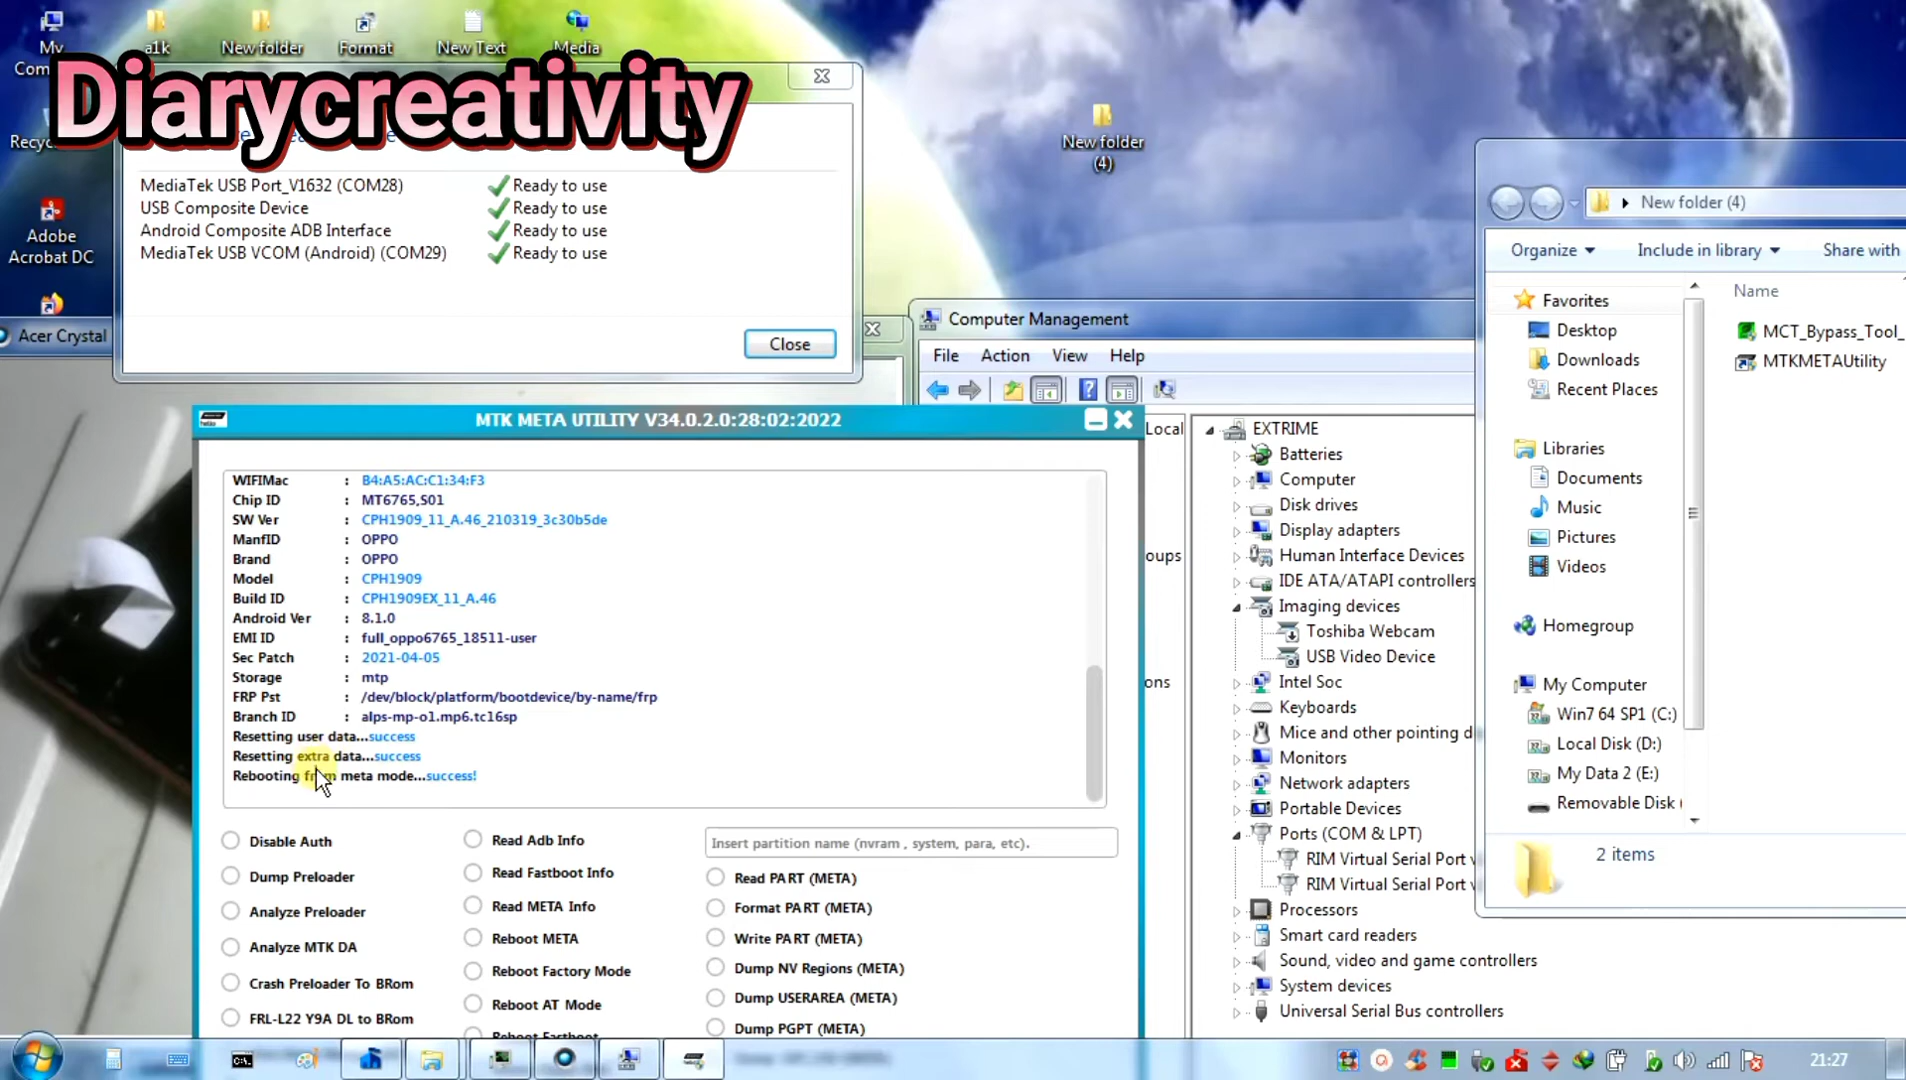 My
Com
a1k
New folder
Format
New Text
Media
Diarycreativity
Recyc
Adobe
Acrobat DC
Acer Crystal
MediaTek USB Port_V1632 (COM28) Ready to use
USB Composite Device Ready to use
Android Composite ADB Interface Ready to use
MediaTek USB VCOM (Android) (COM29) Ready to use
Close
New folder
(4)
MTK META UTILITY V34.0.2.0:28:02:2022
WIFIMac : B4:A5:AC:C1:34:F3
Chip ID : MT6765,S01
SW Ver : CPH1909_11_A.46_210319_3c30b5de
ManfID : OPPO
Brand : OPPO
Model : CPH1909
Build ID : CPH1909EX_11_A.46
Android Ver : 8.1.0
EMI ID : full_oppo6765_18511-user
Sec Patch : 2021-04-05
Storage : mtp
FRP Pst : /dev/block/platform/bootdevice/by-name/frp
Branch ID : alps-mp-o1.mp6.tc16sp
Resetting user data...success
Resetting extra data...success
Rebooting from meta mode...success!
Disable Auth
Dump Preloader
Analyze Preloader
Analyze MTK DA
Crash Preloader To BRom
FRL-L22 Y9A DL to BRom
Read Adb Info
Read Fastboot Info
Read META Info
Reboot META
Reboot Factory Mode
Reboot AT Mode
Reboot Fastboot
Insert partition name (nvram , system, para, etc).
Read PART (META)
Format PART (META)
Write PART (META)
Dump NV Regions (META)
Dump USERAREA (META)
Dump PGPT (META)
Computer Management
File Action View Help
Local
oups
ons
EXTRIME
Batteries
Computer
Disk drives
Display adapters
Human Interface Devices
IDE ATA/ATAPI controllers
Imaging devices
Toshiba Webcam
USB Video Device
Intel Soc
Keyboards
Mice and other pointing d
Monitors
Network adapters
Portable Devices
Ports (COM & LPT)
RIM Virtual Serial Port v
RIM Virtual Serial Port v
Processors
Smart card readers
Sound, video and game controllers
System devices
Universal Serial Bus controllers
New folder (4)
Organize
Include in library
Share with
Favorites
Desktop
Downloads
Recent Places
Libraries
Documents
Music
Pictures
Videos
Homegroup
My Computer
Win7 64 SP1 (C:)
Local Disk (D:)
My Data 2 (E:)
Removable Disk (
Name
MCT_Bypass_Tool_
MTKMETAUtility
2 items
21:27